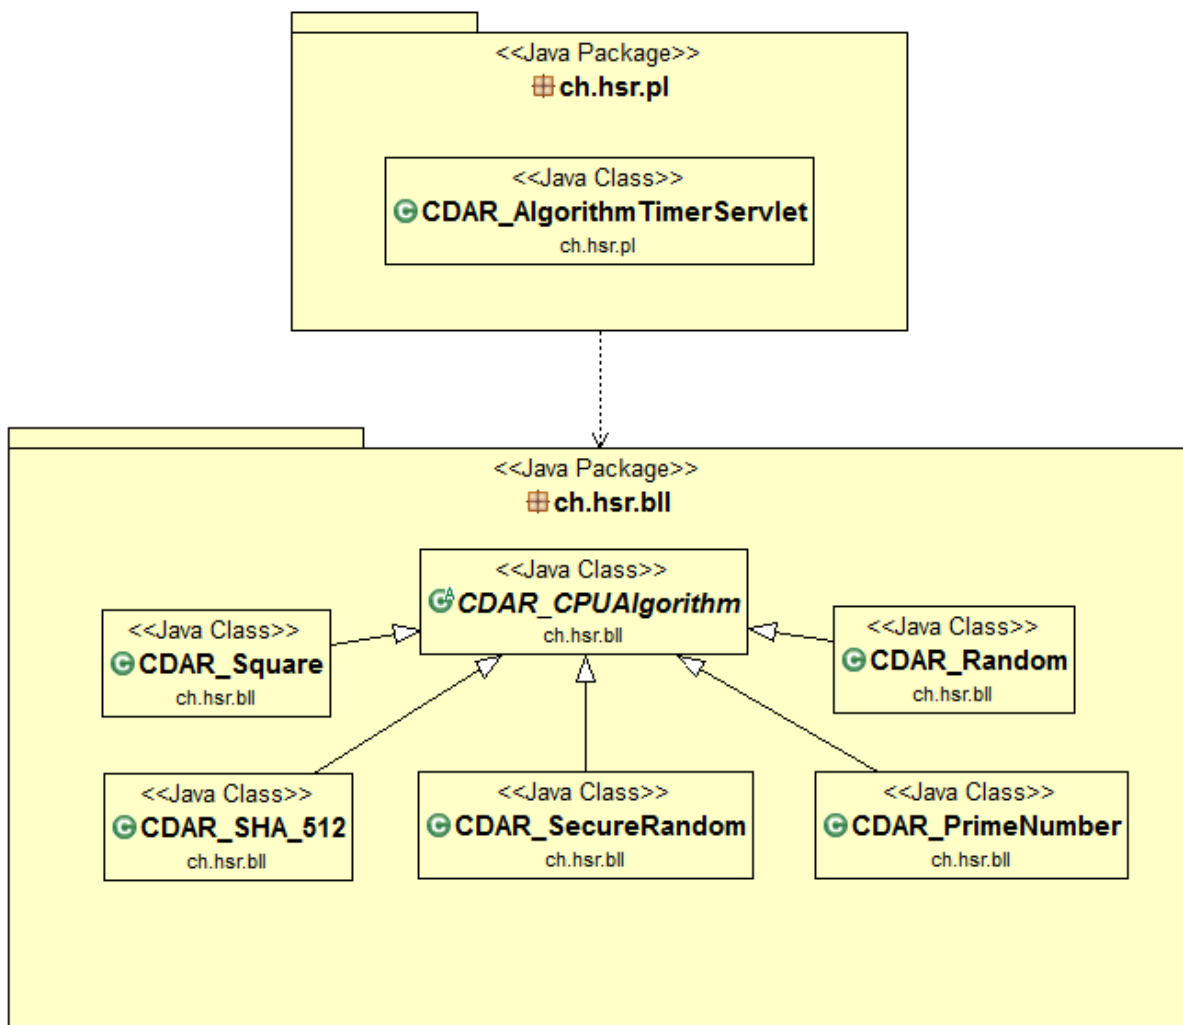 <<Java Package>>
ch.hsr.pl
<<Java Class>>
CDAR_AlgorithmTimerServlet
ch.hsr.pl
<<Java Package>>
ch.hsr.bll
<<Java Class>>
CDAR_CPUAlgorithm
ch.hsr.bll
<<Java Class>>
CDAR_Square
ch.hsr.bll
<<Java Class>>
CDAR_Random
ch.hsr.bll
<<Java Class>>
CDAR_SHA_512
ch.hsr.bll
<<Java Class>>
CDAR_SecureRandom
ch.hsr.bll
<<Java Class>>
CDAR_PrimeNumber
ch.hsr.bll